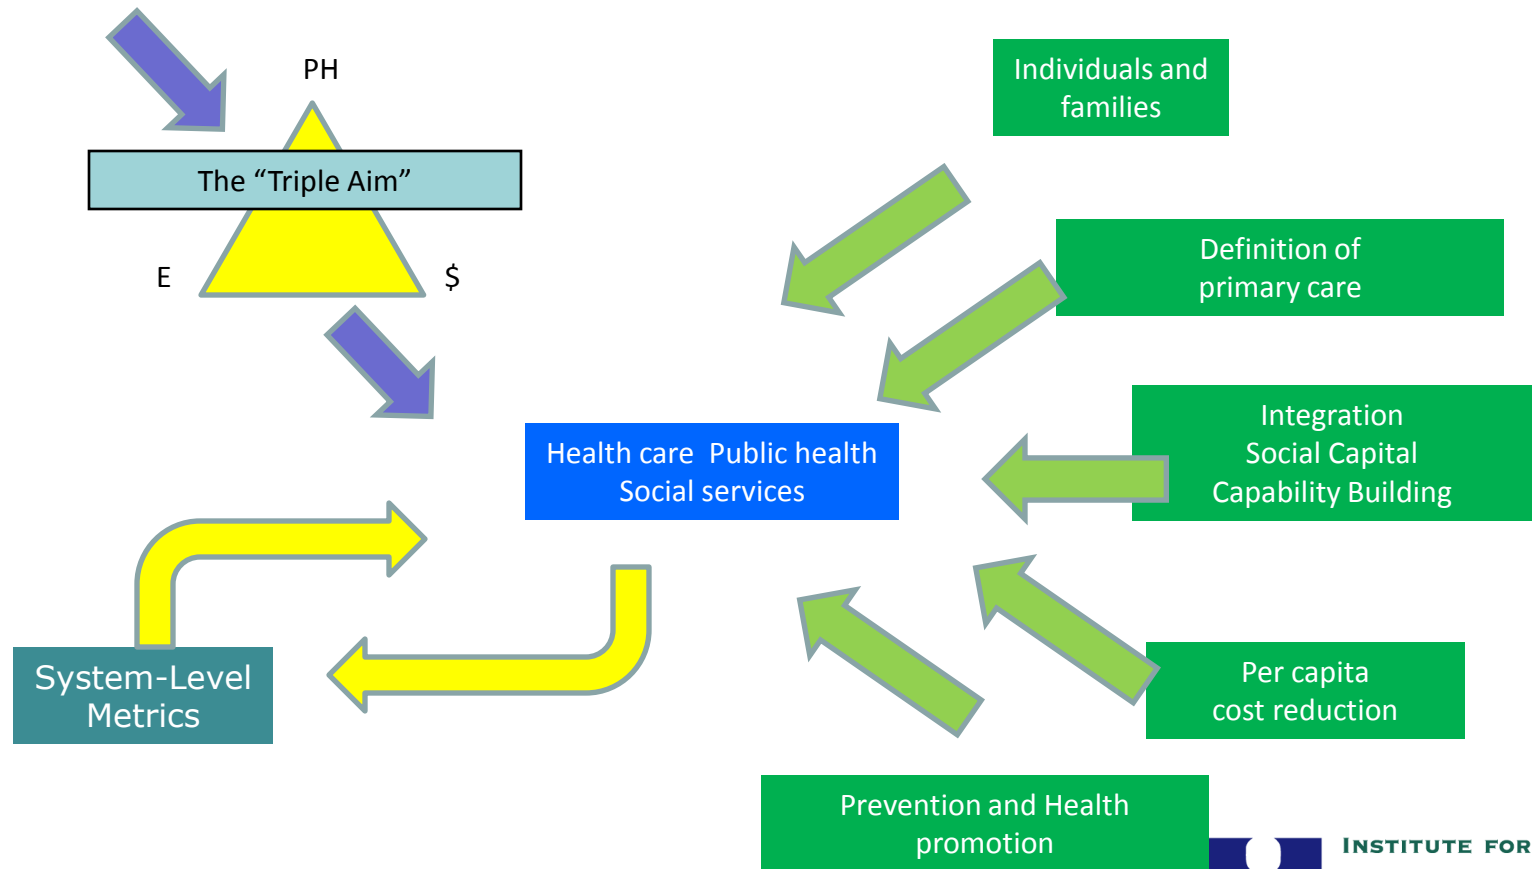 PH
The “Triple Aim”
E
$
Individuals and
families
Definition of
primary care
Integration
Social Capital
Capability Building
Health care  Public health
Social services
System-Level
Metrics
Per capita
cost reduction
Prevention and Health
promotion
INSTITUTE FOR